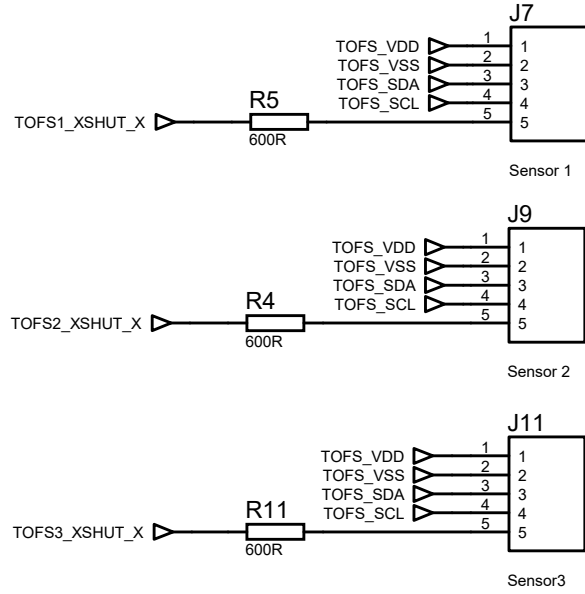 J7
TOFS_VDD 1 1
TOFS_VSS 2 2
TOFS_SDA 3 3
TOFS_SCL 4 4
R5
TOFS1_XSHUT_X 5 5
600R
Sensor 1
J9
TOFS_VDD 1 1
TOFS_VSS 2 2
TOFS_SDA 3 3
TOFS_SCL 4 4
R4
TOFS2_XSHUT_X 5 5
600R
Sensor 2
J11
TOFS_VDD 1 1
TOFS_VSS 2 2
TOFS_SDA 3 3
TOFS_SCL 4 4
R11
TOFS3_XSHUT_X 5 5
600R
Sensor3